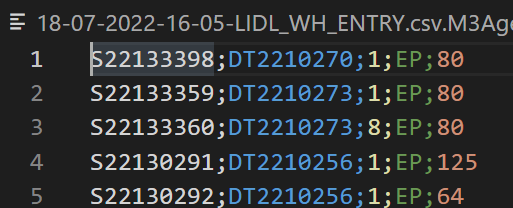 18-07-2022-16-05-LIDL_WH_ENTRY.csv.M3Age
1 S22133398;DT2210270;1;EP;80
2 S22133359;DT2210273;1;EP;80
3 S22133360;DT2210273;8;EP;80
4 S22130291;DT2210256;1;EP;125
5 S22130292;DT2210256;1;EP;64